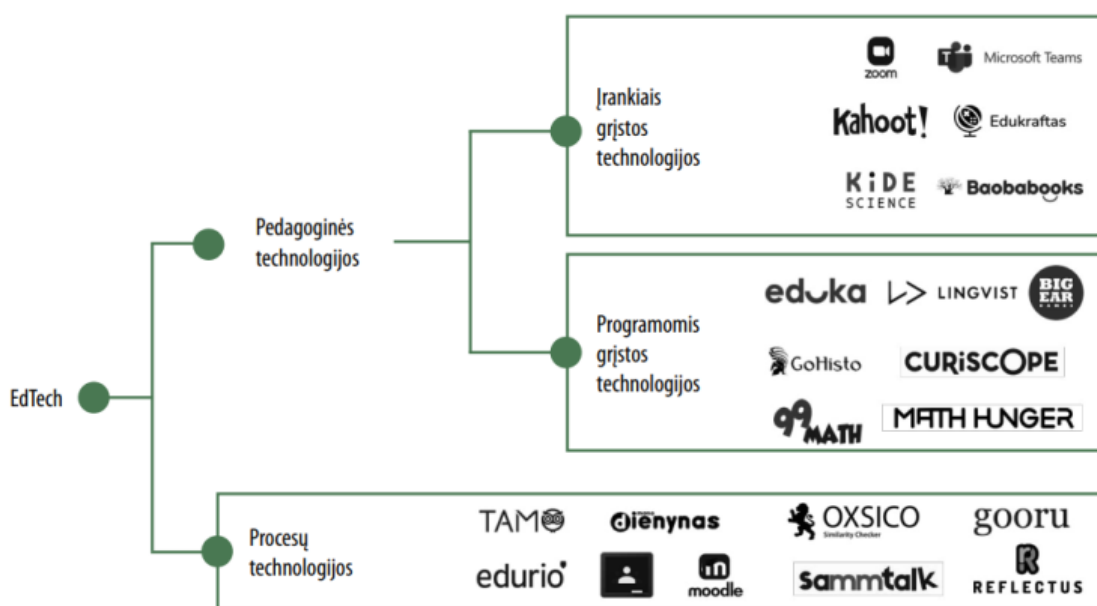 EdTech
Pedagoginės
technologijos
Įrankiais
grįstos
technologijos
zoom
Microsoft Teams
Kahoot!
Edukraftas
KiDE
SCIENCE
Baobabooks
Programomis
grįstos
technologijos
eduka
LINGVIST
BIG
EAR
GAMES
GoHisto
CURiSCOPE
99
MATH
MATH HUNGER
Procesų
technologijos
TAMO
dienynas
OXSICO
Similarity Checker
gooru
edurio
m
moodle
sammtalk
R
REFLECTUS